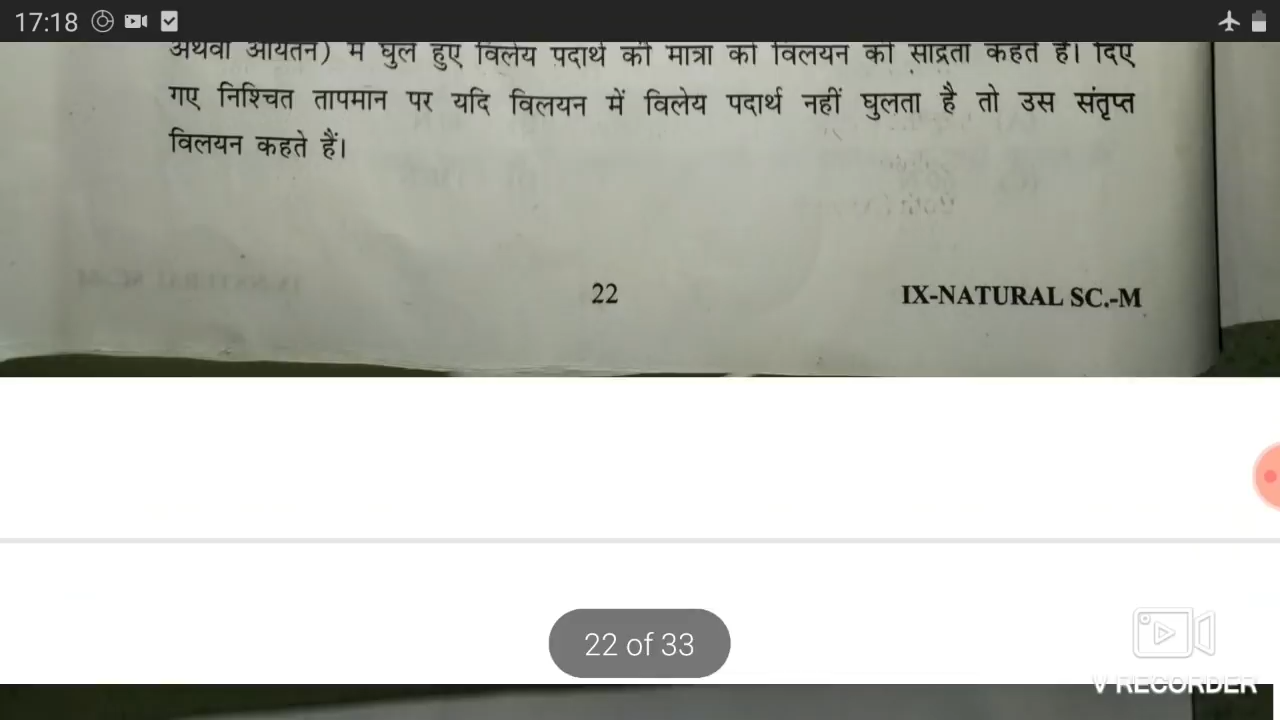 17:18
अथवा आयतन) में घुले हुए विलेय पदार्थ की मात्रा को विलयन की सांद्रता कहते हैं। दिए
गए निश्चित तापमान पर यदि विलयन में विलेय पदार्थ नहीं घुलता है तो उस संतृप्त
विलयन कहते हैं।
22
IX-NATURAL SC.-M
22 of 33
V RECORDER